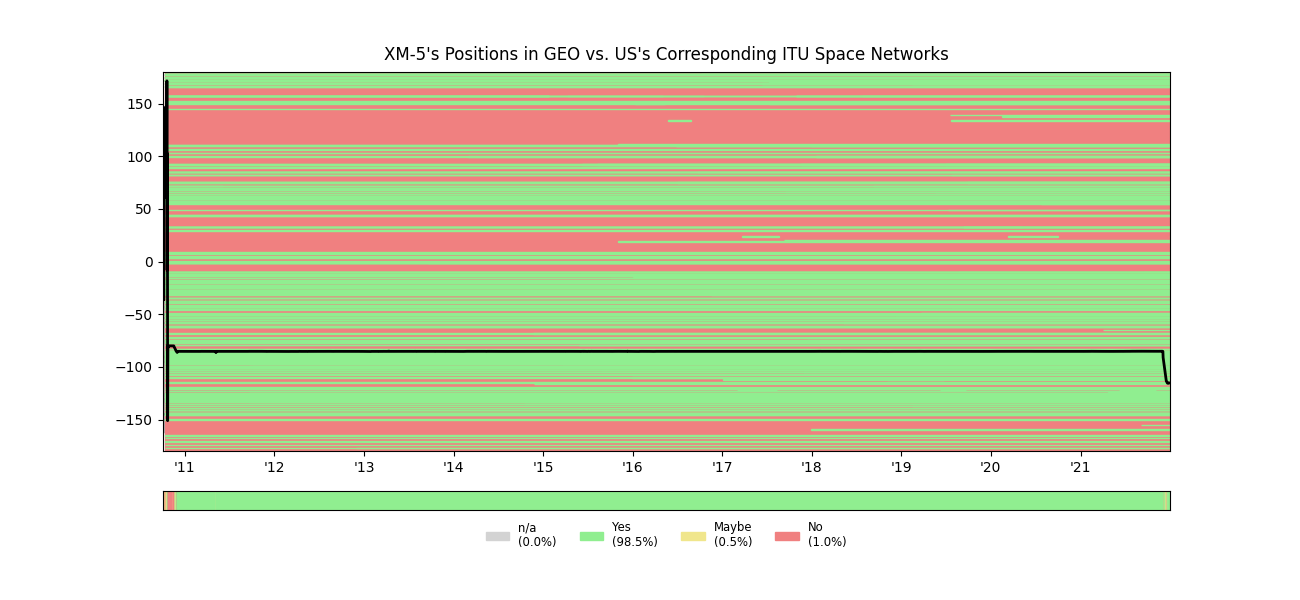 XM-5's Positions in GEO vs. US's Corresponding ITU Space Networks
150
100
50
0
−50
−100
−150
'11 '12 '13 '14 '15 '16 '17 '18 '19 '20 '21
n/a Yes Maybe No
(0.0%) (98.5%) (0.5%) (1.0%)